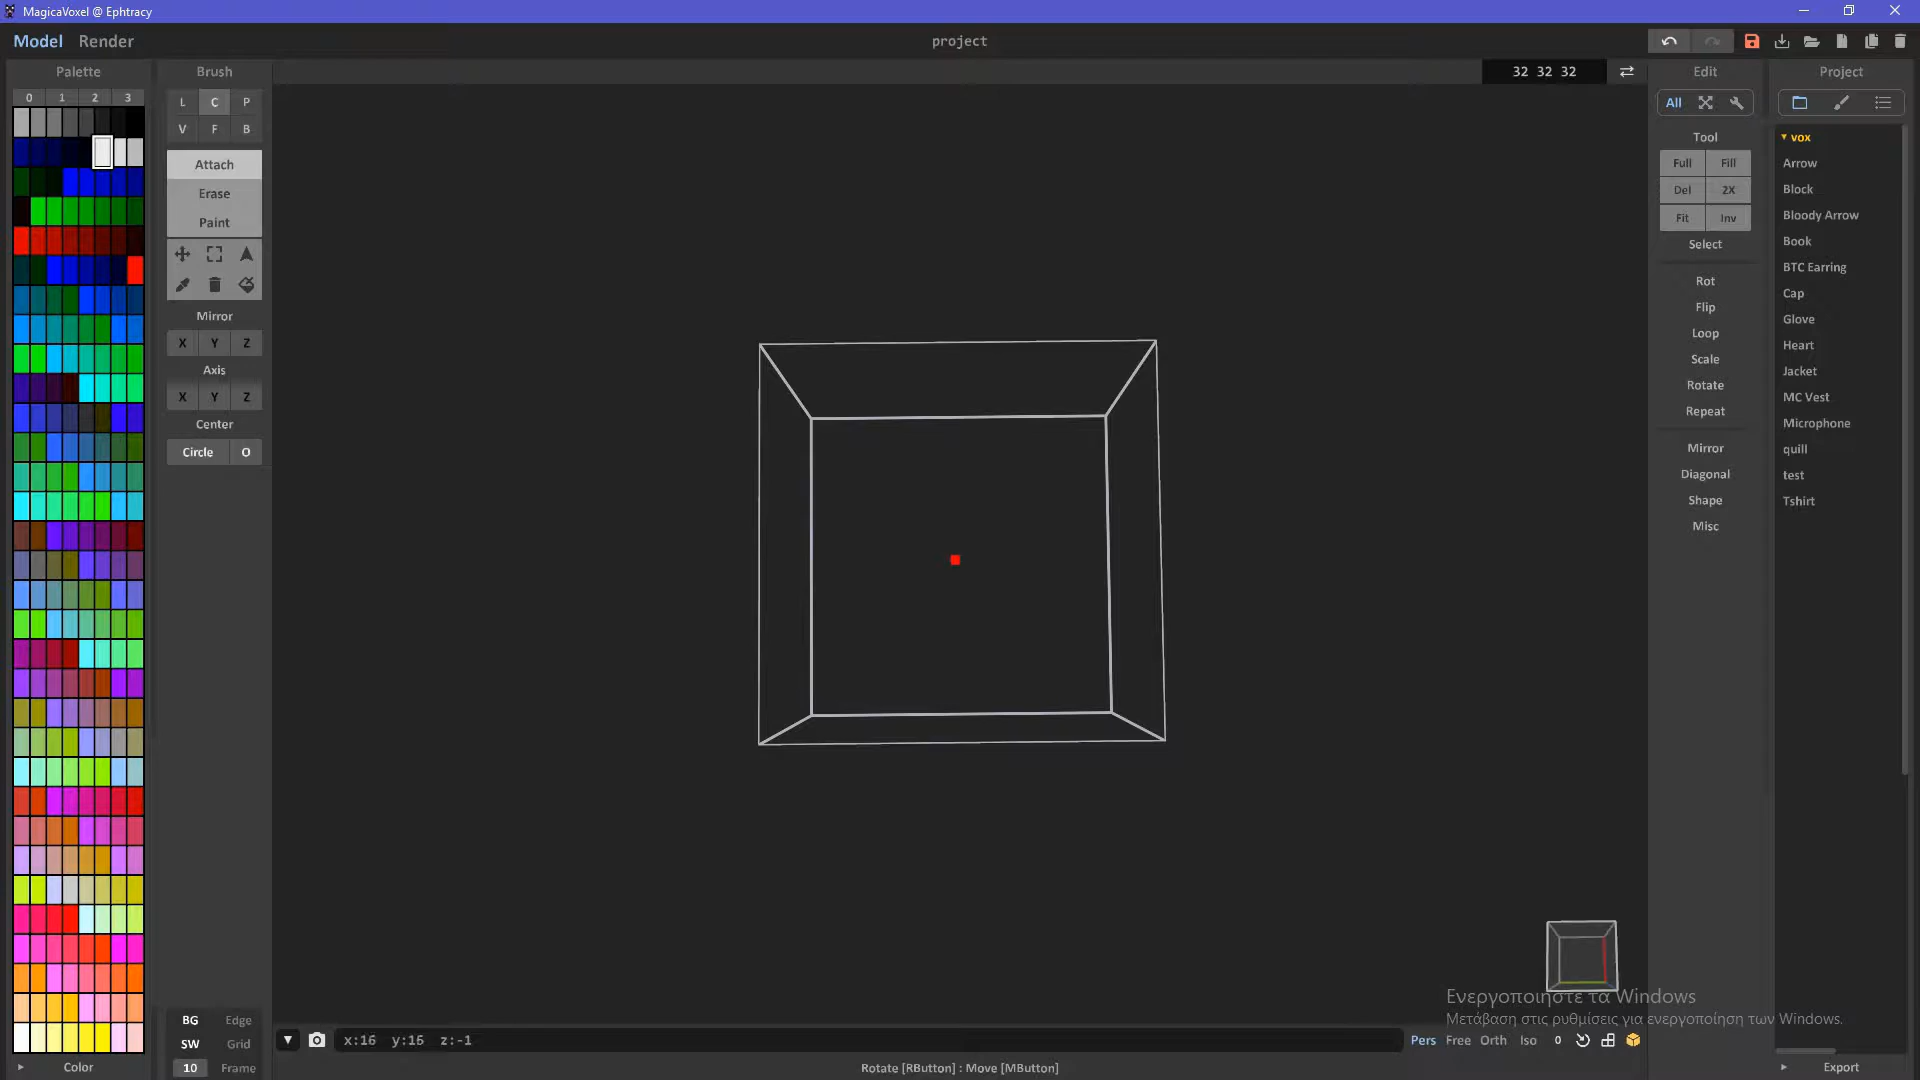 MagicaVoxel @ Ephtracy
Model Render
project
Palette
0 1 2 3
Color
Brush
L C P
V F B
Attach
Erase
Paint
Mirror
X Y Z
Axis
X Y Z
Center
Circle O
BG Edge
SW Grid
10 Frame
32 32 32
x:16 y:15 z:-1
Pers Free Orth Iso 0
Rotate [RButton] : Move [MButton]
Ενεργοποιήστε τα Windows
Μετάβαση στις ρυθμίσεις για ενεργοποίηση των Windows.
Edit
All
Tool
Full Fill
Del 2X
Fit Inv
Select
Rot
Flip
Loop
Scale
Rotate
Repeat
Mirror
Diagonal
Shape
Misc
Project
vox
Arrow
Block
Bloody Arrow
Book
BTC Earring
Cap
Glove
Heart
Jacket
MC Vest
Microphone
quill
test
Tshirt
Export